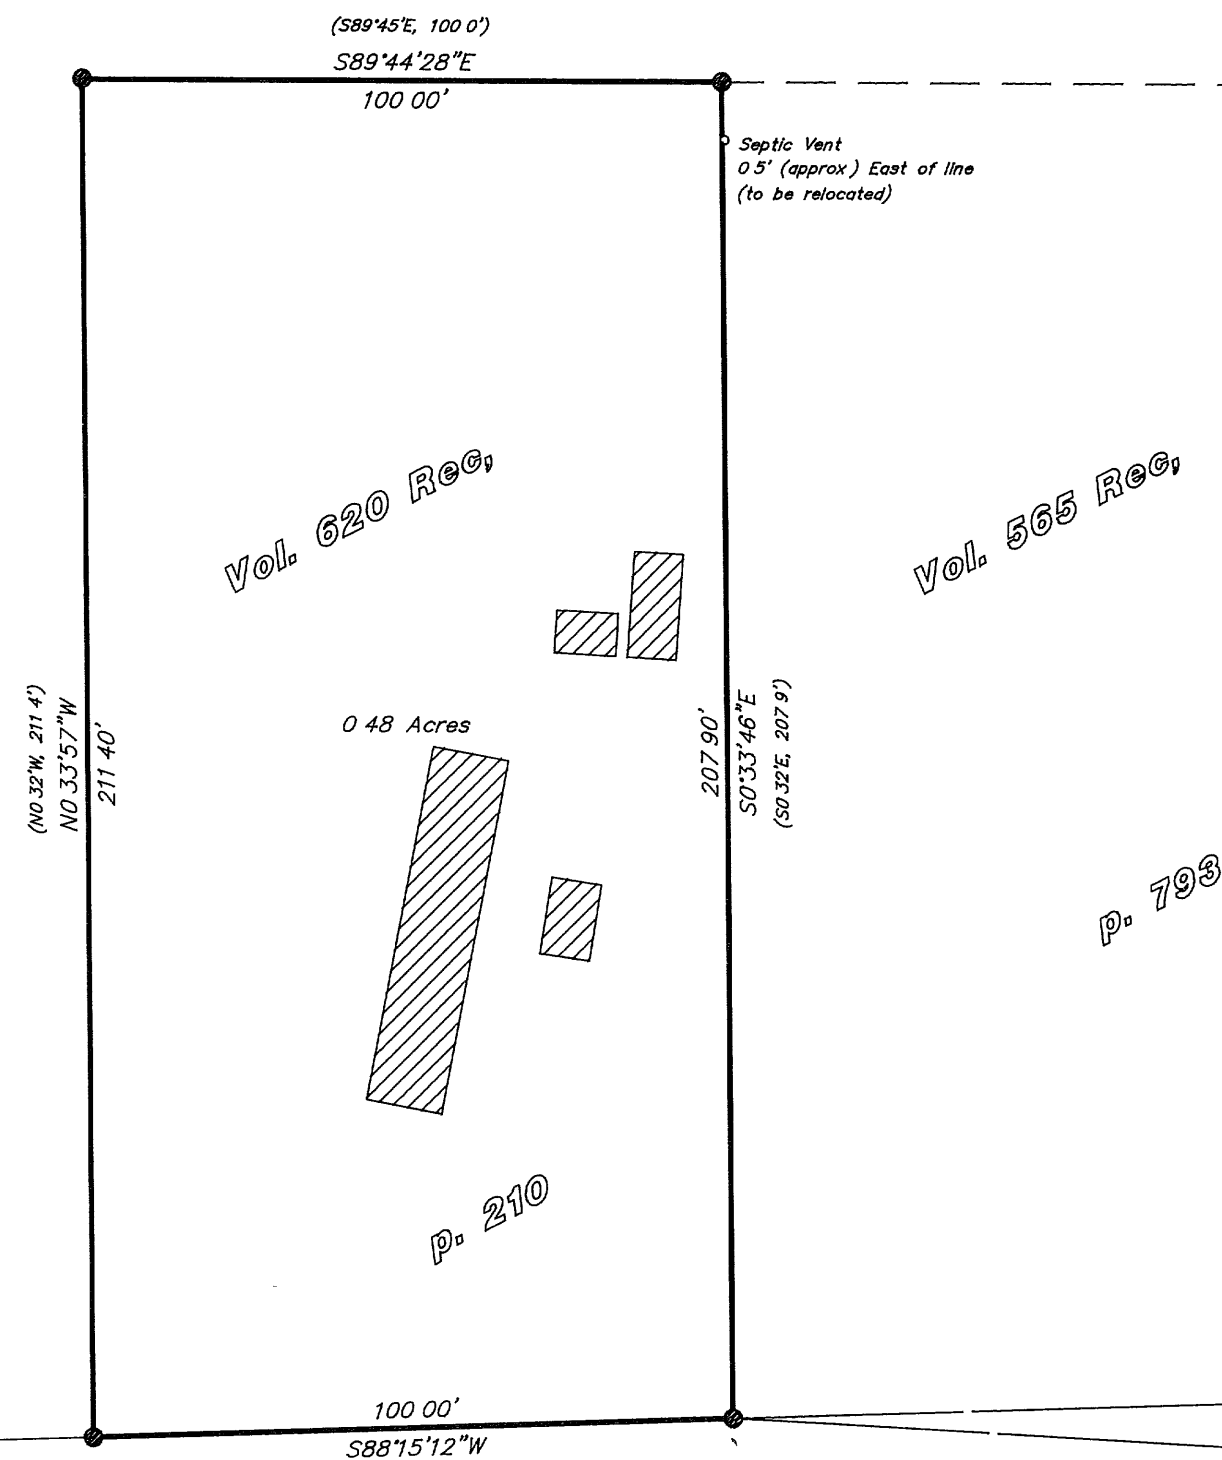 (S89°45'E, 100 0')
S89°44'28"E
100 00'
Septic Vent
0 5' (approx ) East of line
(to be relocated)
Vol. 620 Rec,
Vol. 565 Rec,
(N0 32'W, 211 4')
N0 33'57"W
211 40'
0 48 Acres
207 90'
S0°33'46"E
(S0 32'E, 207 9')
p. 793
p. 210
100 00'
S88°15'12"W